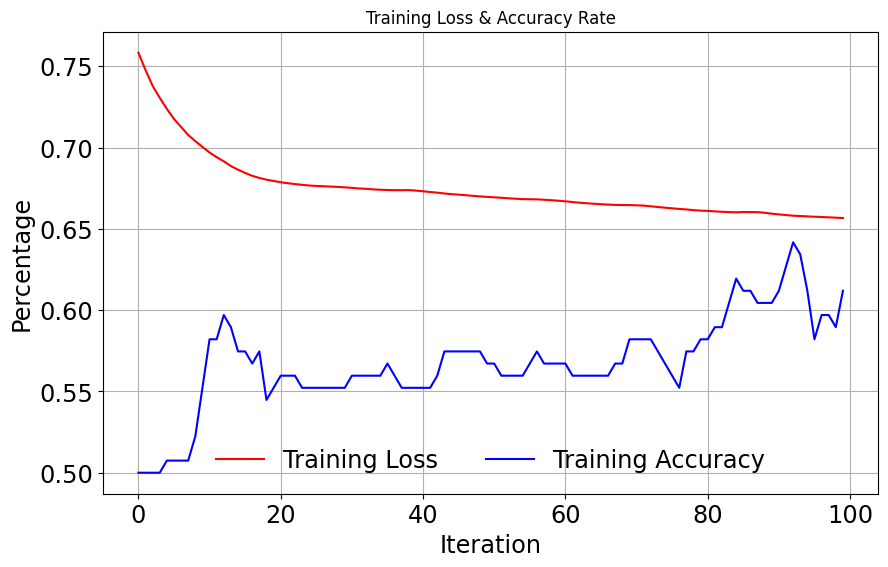 Training Loss & Accuracy Rate
Percentage
0.75
0.70
0.65
0.60
0.55
0.50
Training Loss
Training Accuracy
0 20 40 60 80 100
Iteration